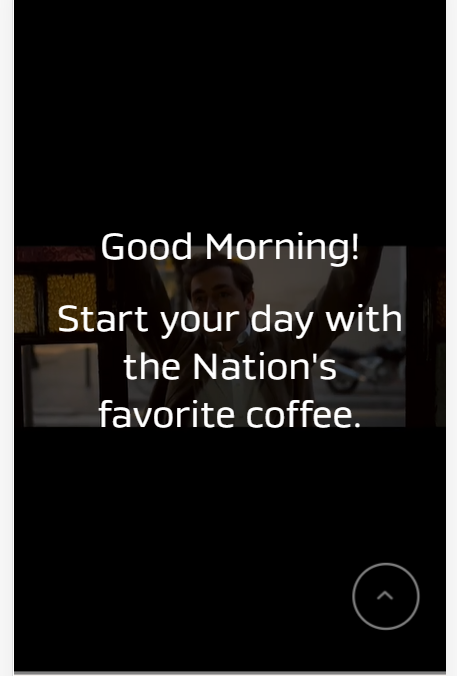 Good Morning!
Start your day with
the Nation's
favorite coffee.